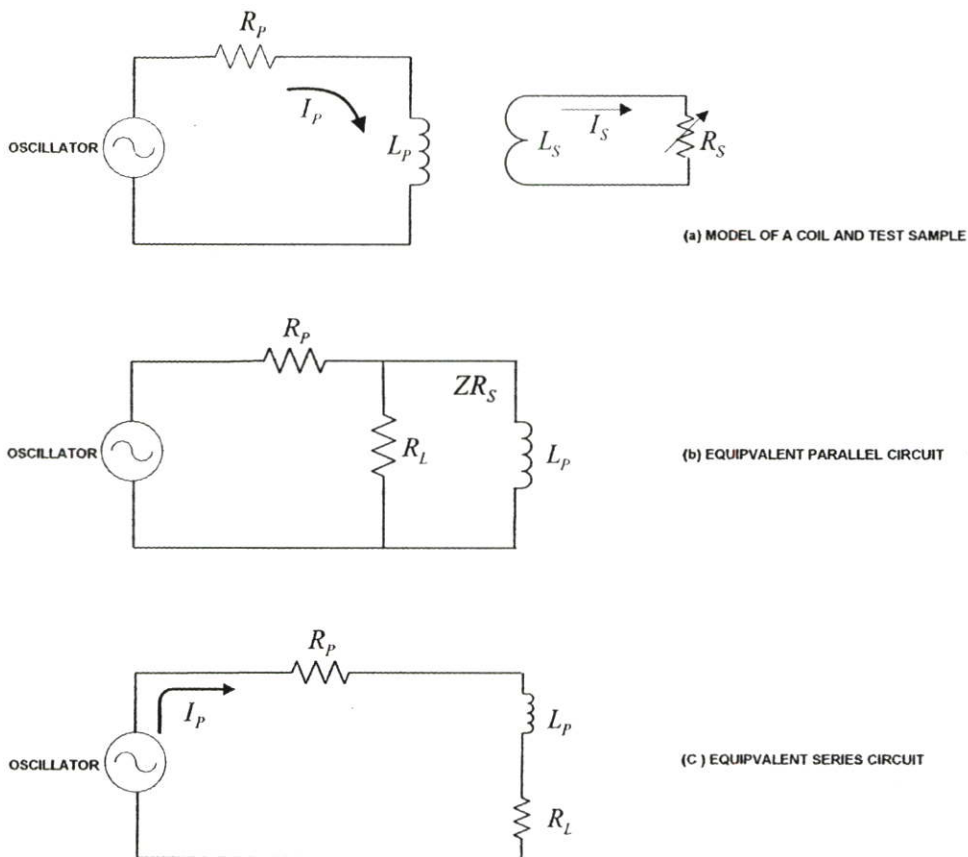 R_P
I_P
OSCILLATOR
L_P
L_S
I_S
R_S
(a) MODEL OF A COIL AND TEST SAMPLE
R_P
ZR_S
OSCILLATOR
R_L
L_P
(b) EQUIPVALENT PARALLEL CIRCUIT
R_P
I_P
L_P
OSCILLATOR
(C ) EQUIPVALENT SERIES CIRCUIT
R_L